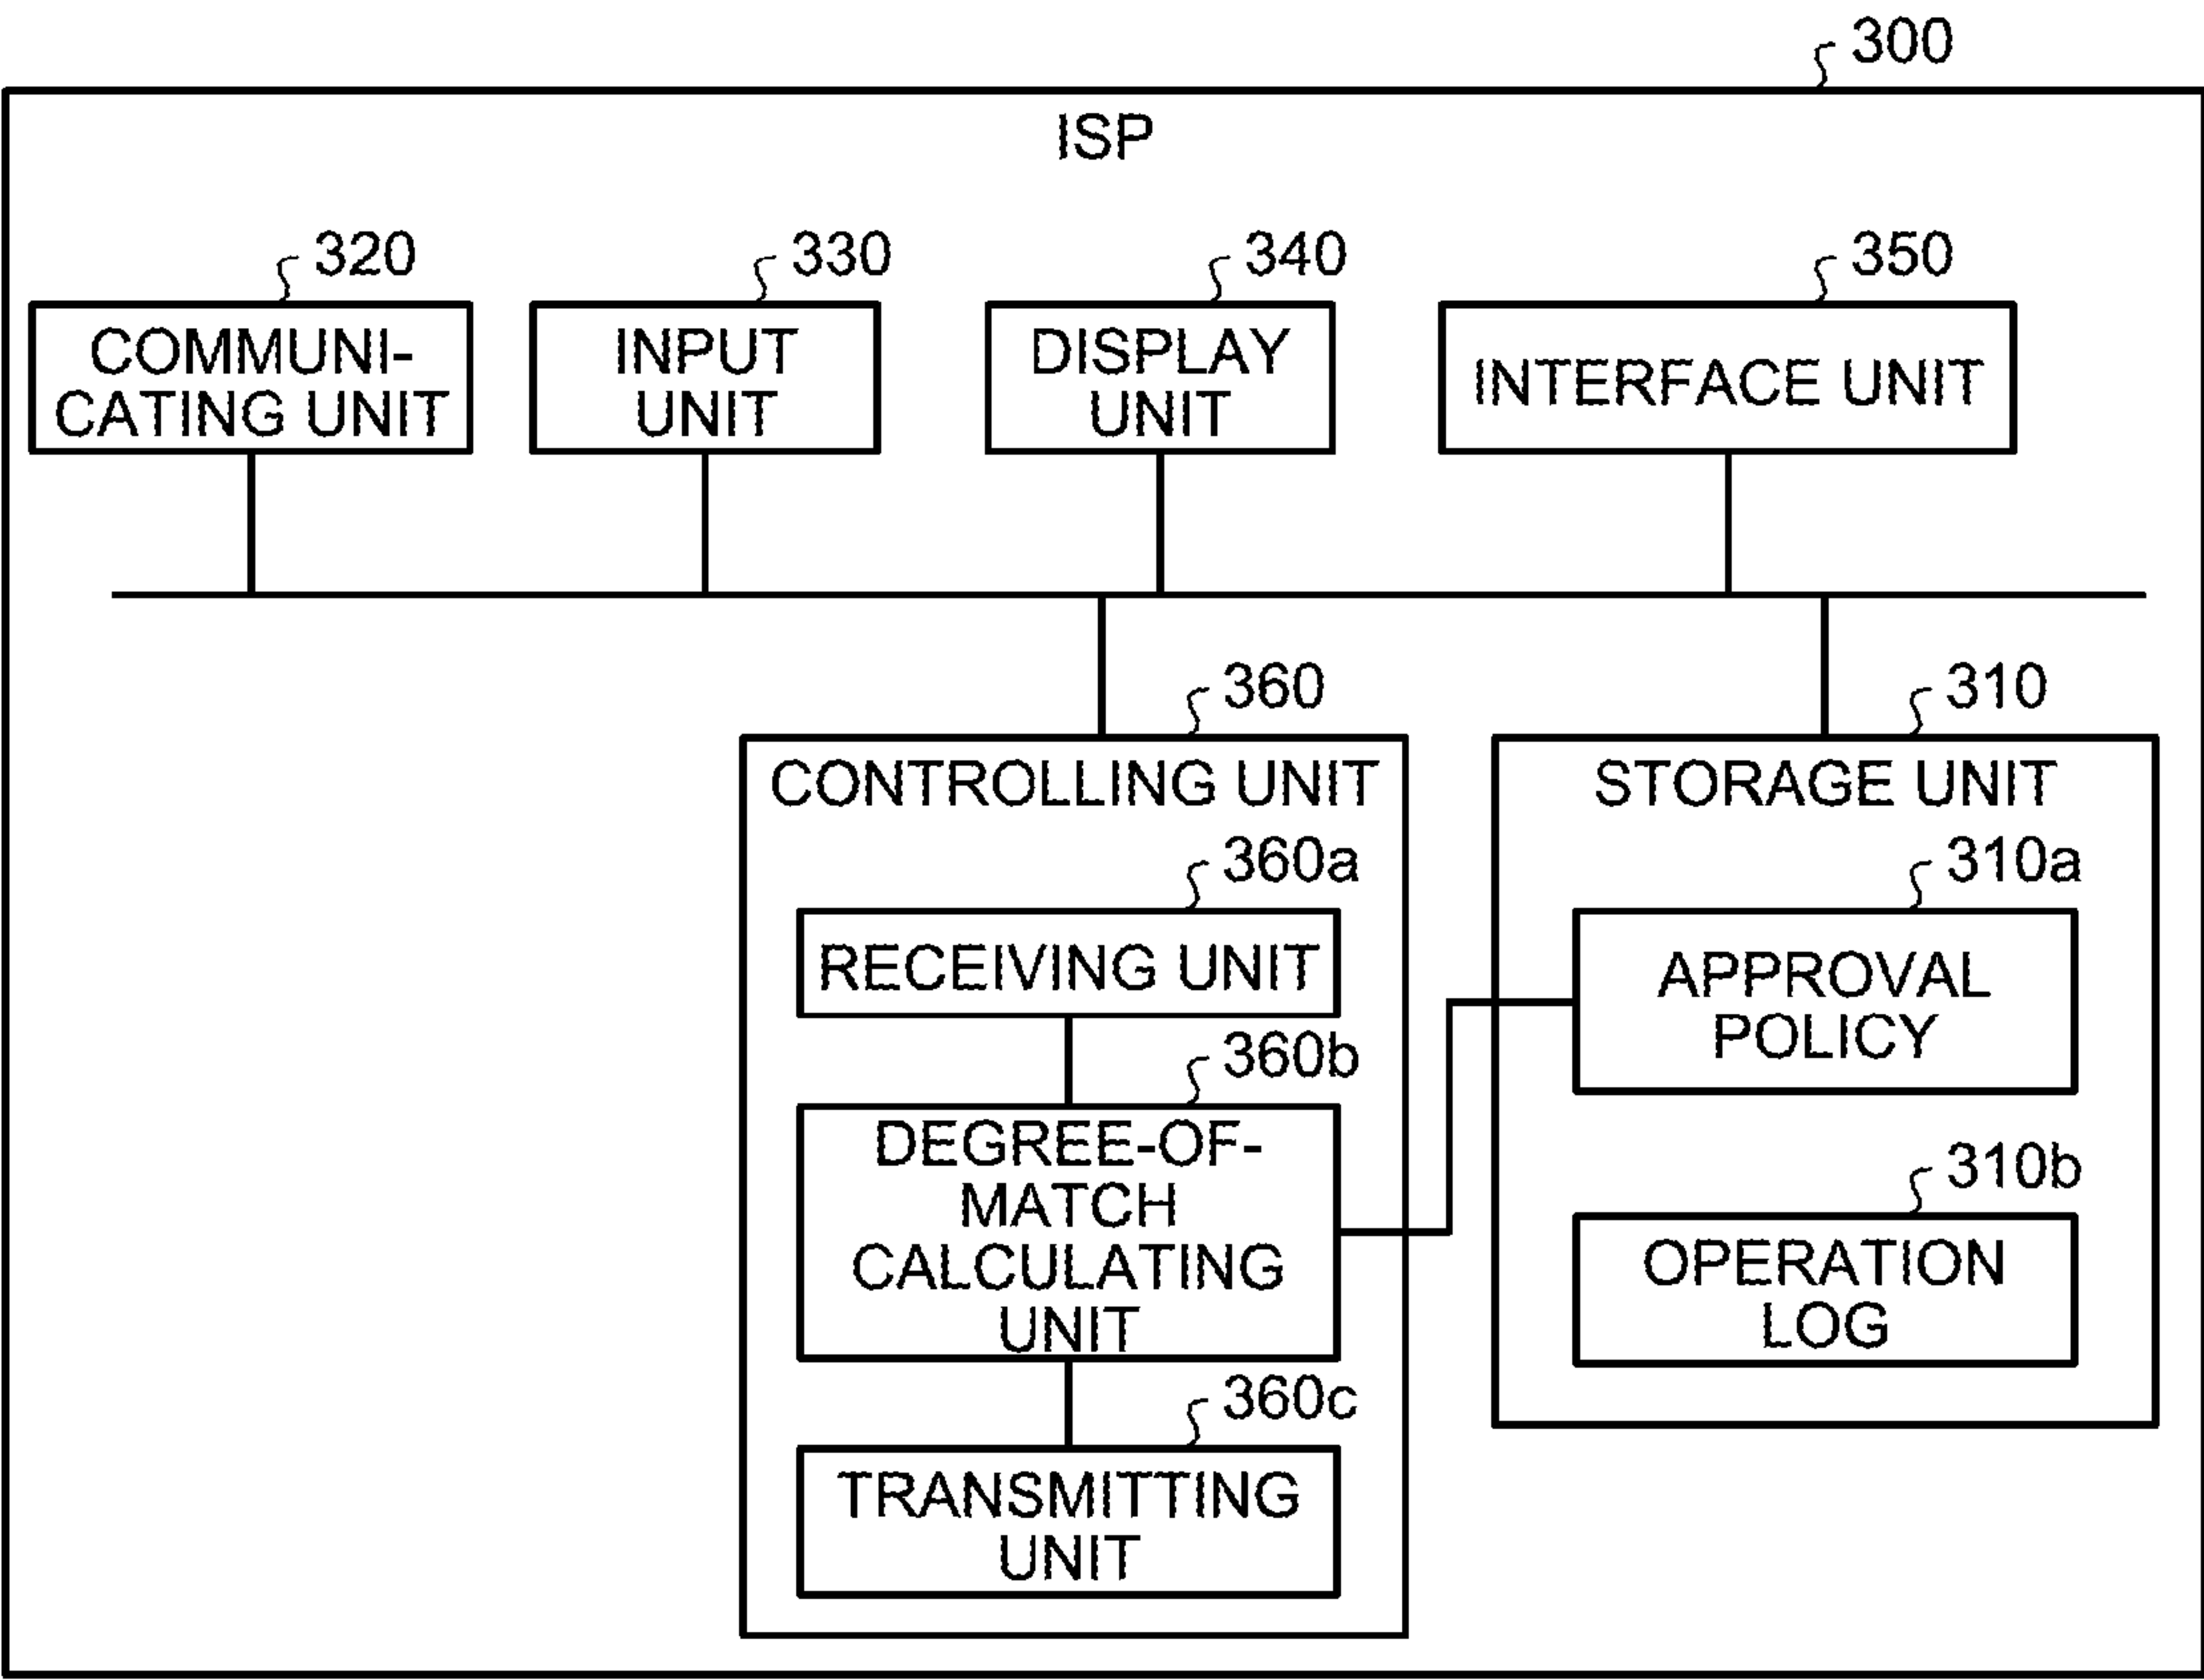 300
ISP
320
330
340
350
COMMUNI-
CATING UNIT
INPUT
UNIT
DISPLAY
UNIT
INTERFACE UNIT
360
310
CONTROLLING UNIT
360a
RECEIVING UNIT
360b
DEGREE-OF-
MATCH
CALCULATING
UNIT
360c
TRANSMITTING
UNIT
STORAGE UNIT
310a
APPROVAL
POLICY
310b
OPERATION
LOG